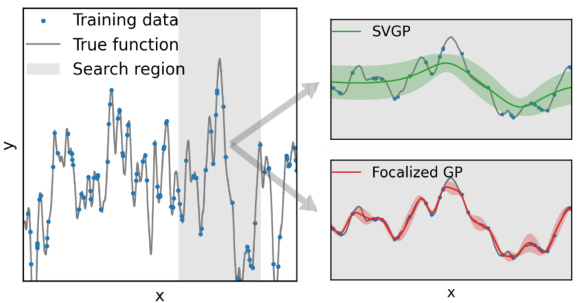 Training data
True function
Search region
y
x
SVGP
Focalized GP
x